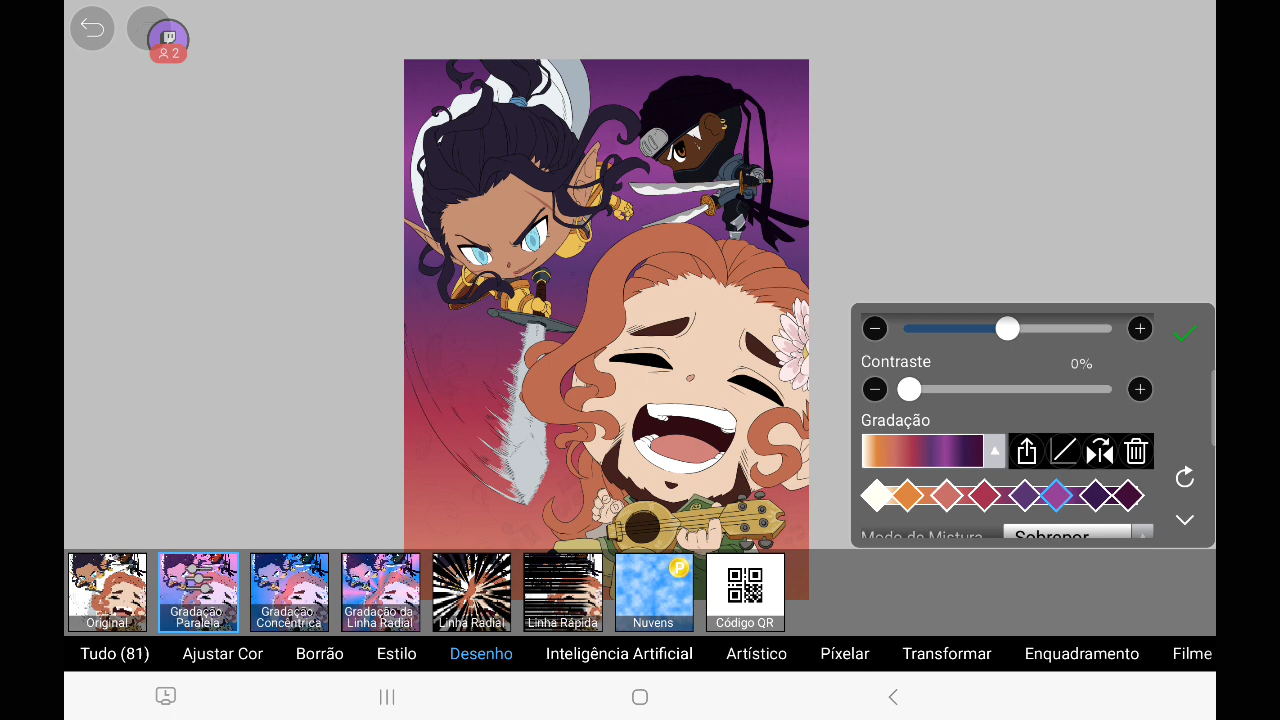 2
Contraste
0%
Gradação
Modo de Mistura
Sobrepor
Original
Gradação
Paralela
Gradação
Concêntrica
Gradação da
Linha Radial
Linha Radial
Linha Rápida
P
Nuvens
Código QR
Tudo (81)
Ajustar Cor
Borrão
Estilo
Desenho
Inteligência Artificial
Artístico
Píxelar
Transformar
Enquadramento
Filme